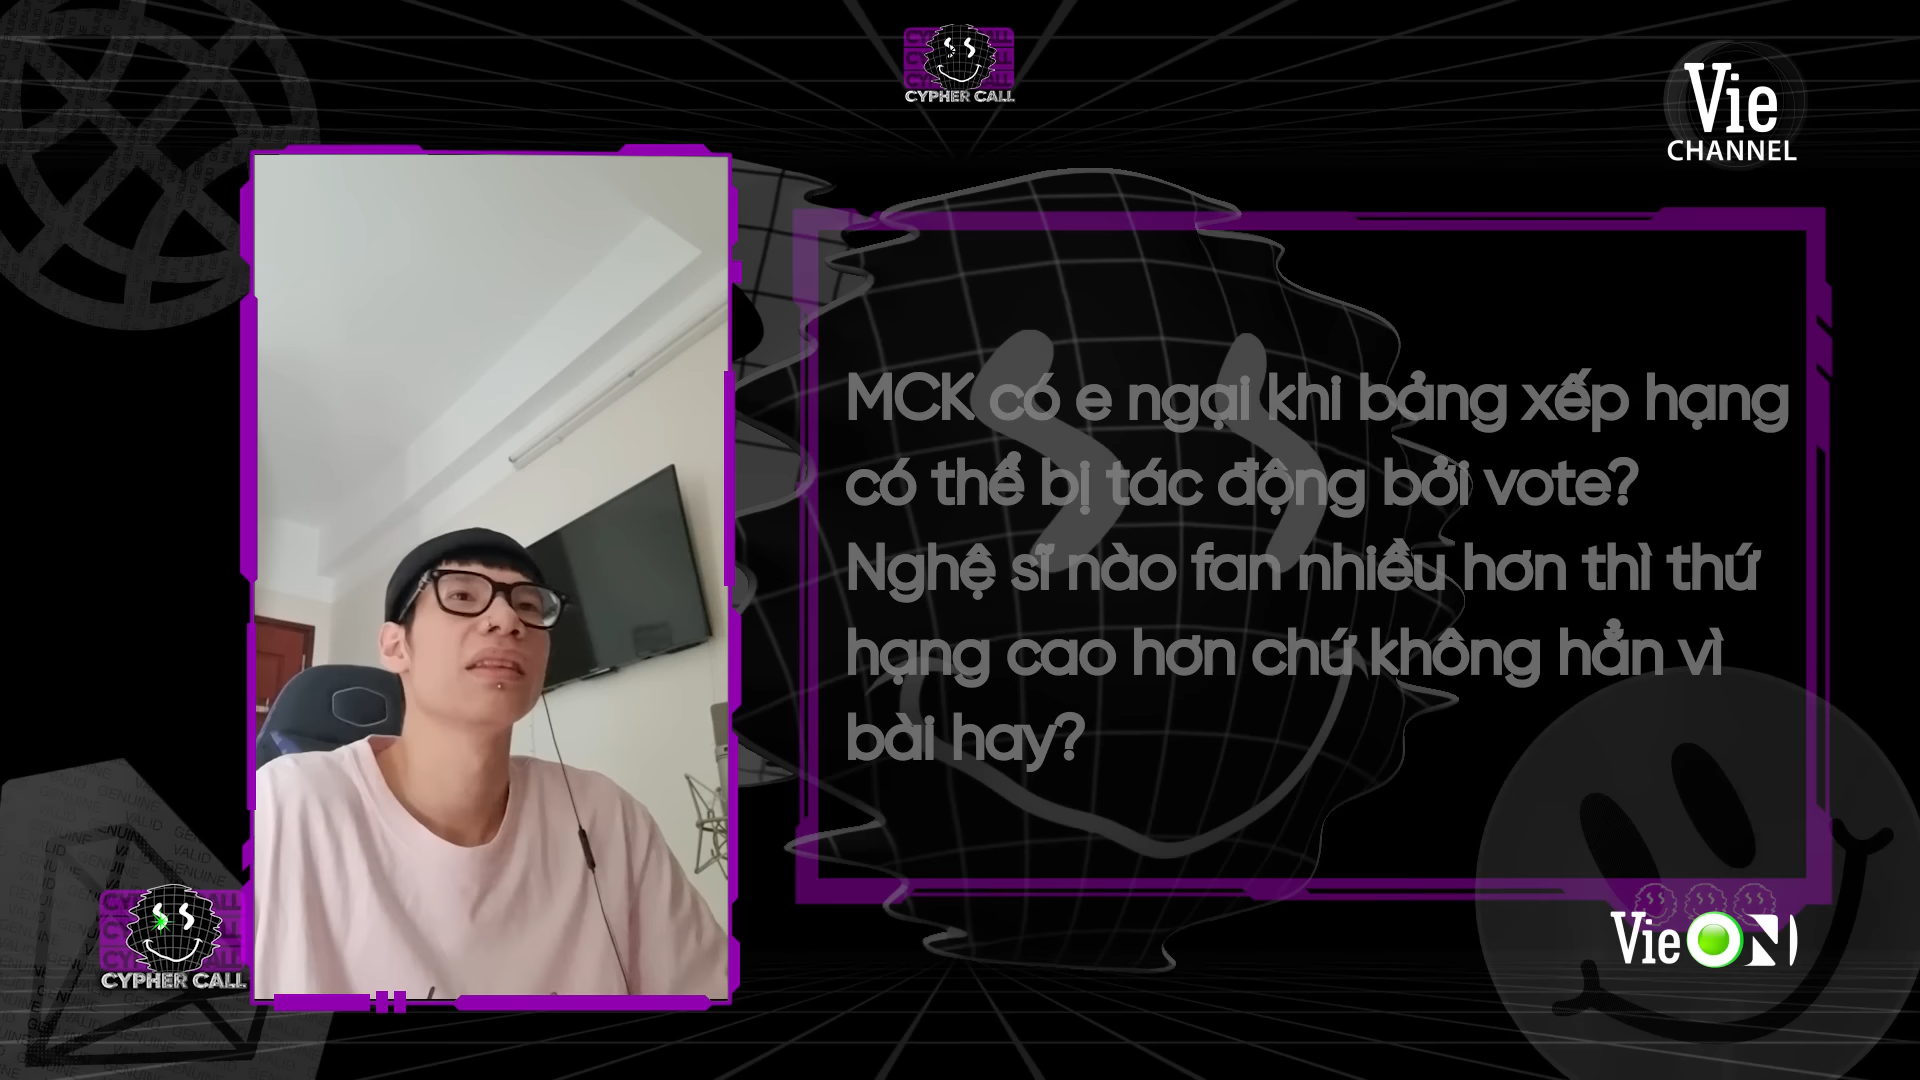 CYPHER CALL
Vie
CHANNEL
MCK có e ngại khi bảng xếp hạng
có thể bị tác động bởi vote?
Nghệ sĩ nào fan nhiều hơn thì thứ
hạng cao hơn chứ không hẳn vì
bài hay?
CYPHER CALL
VieON